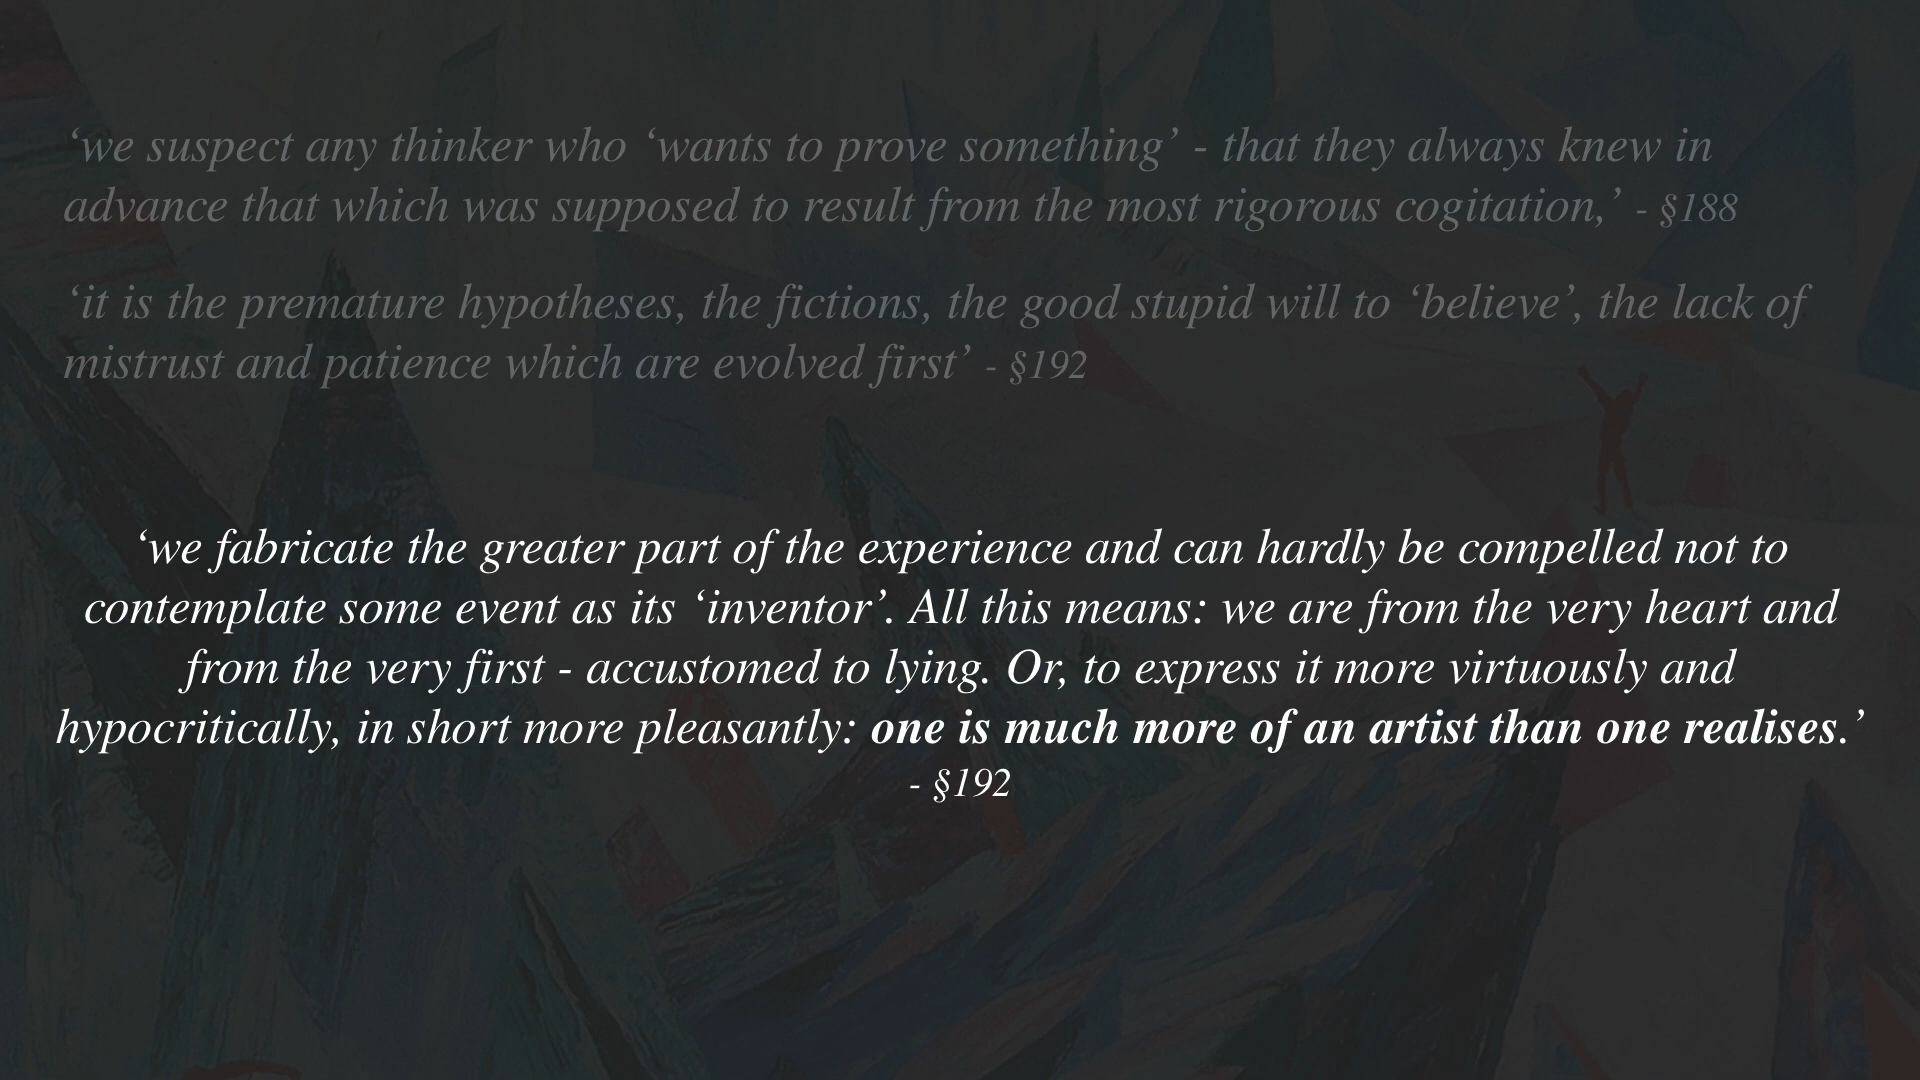 ‘we suspect any thinker who ‘wants to prove something’ - that they always knew in
advance that which was supposed to result from the most rigorous cogitation,’ - §188
‘it is the premature hypotheses, the fictions, the good stupid will to ‘believe’, the lack of
mistrust and patience which are evolved first’ - §192
‘we fabricate the greater part of the experience and can hardly be compelled not to
contemplate some event as its ‘inventor’. All this means: we are from the very heart and
from the very first - accustomed to lying. Or, to express it more virtuously and
hypocritically, in short more pleasantly: one is much more of an artist than one realises.’
- §192